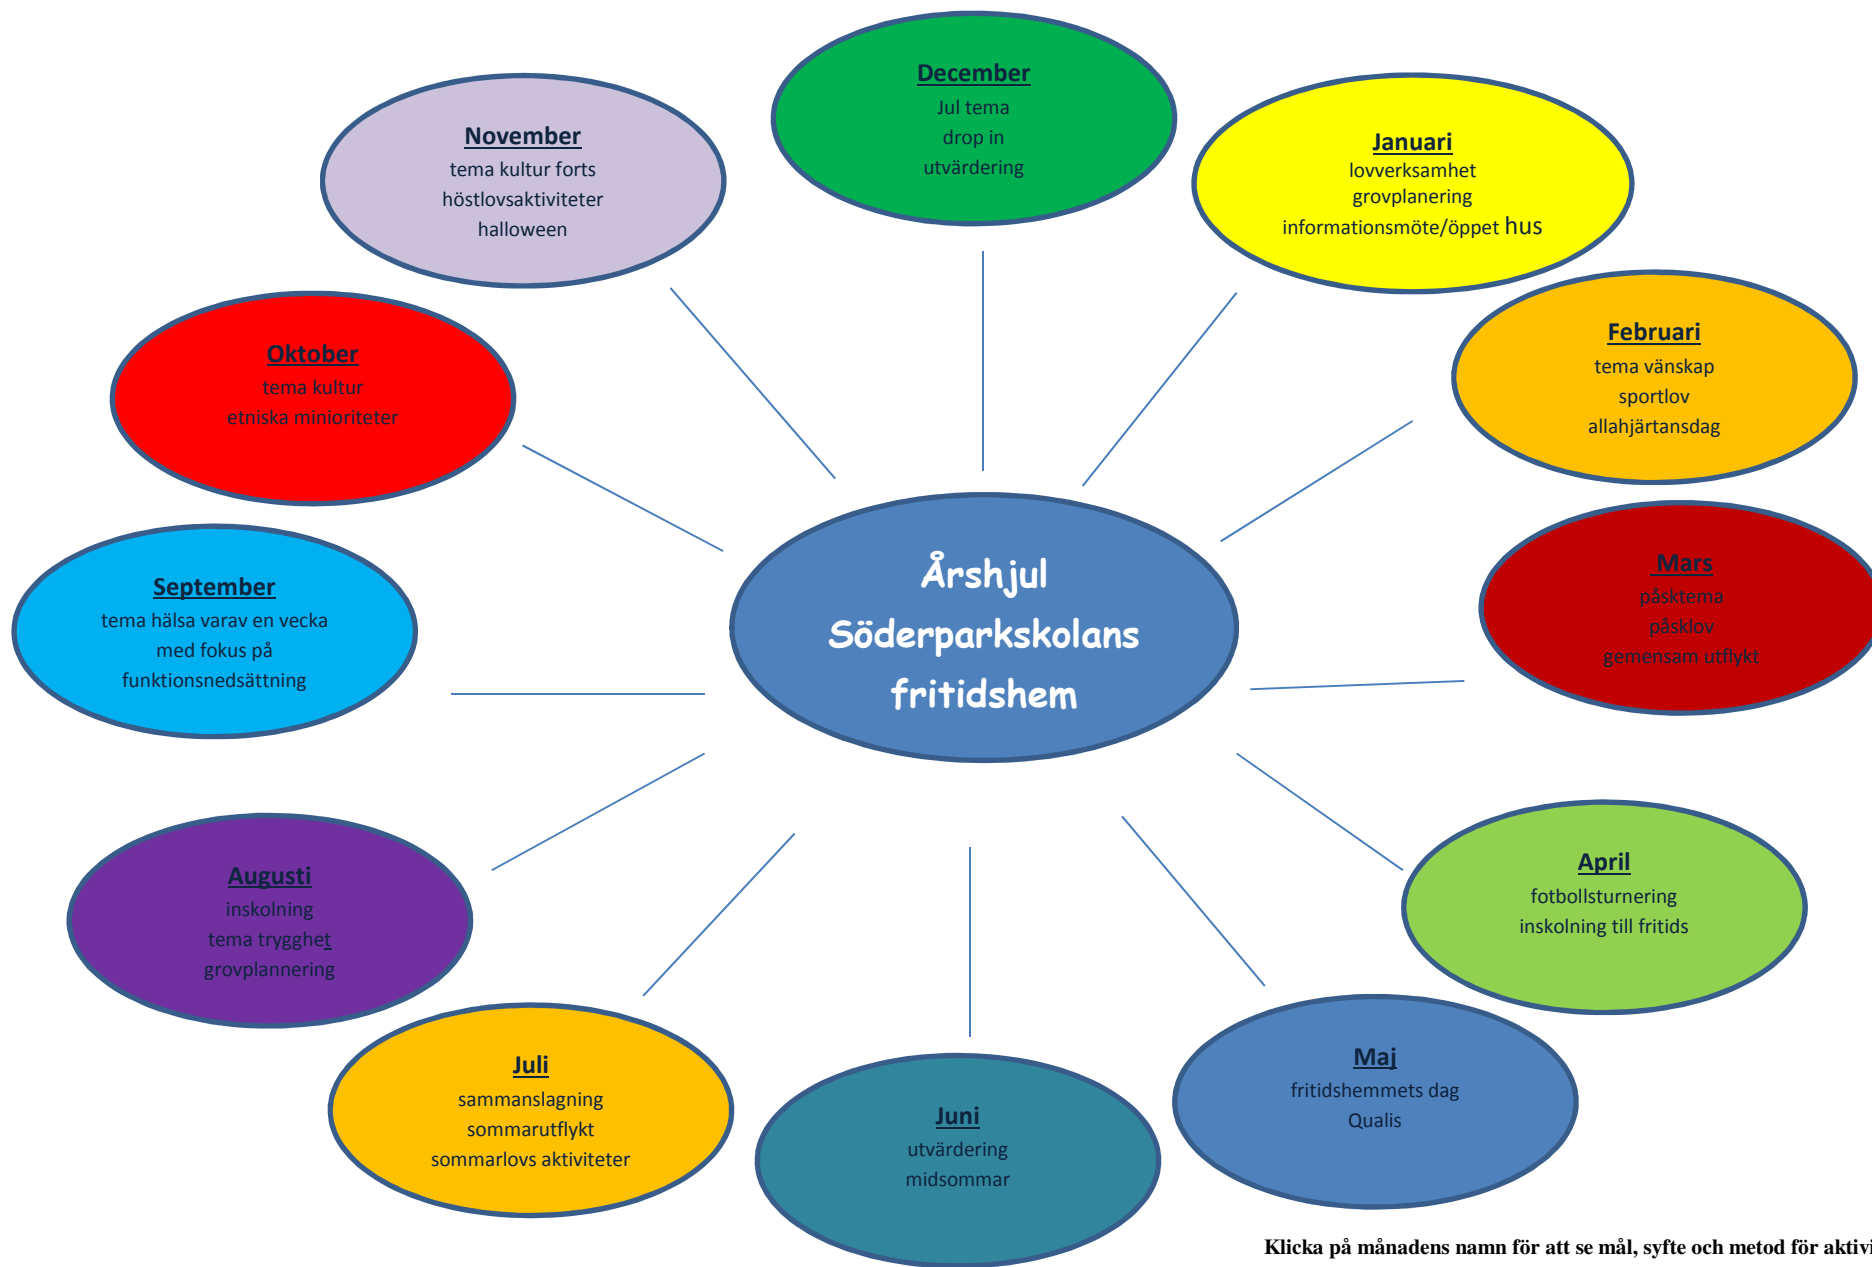 December
Jul tema
drop in
utvärdering
Januari
lovverksamhet
grovplanering
informationsmöte/öppet hus
Februari
tema vänskap
sportlov
allahjärtansdag
Mars
påsktema
påsklov
gemensam utflykt
April
fotbollsturnering
inskolning till fritids
Maj
fritidshemmets dag
Qualis
Juni
utvärdering
midsommar
Juli
sammanslagning
sommarutflykt
sommarlovs aktiviteter
Augusti
inskolning
tema trygghet
grovplannering
September
tema hälsa varav en vecka
med fokus på
funktionsnedsättning
Oktober
tema kultur
etniska minioriteter
November
tema kultur forts
höstlovsaktiviteter
halloween
Årshjul
Söderparkskolans
fritidshem
Klicka på månadens namn för att se mål, syfte och metod för